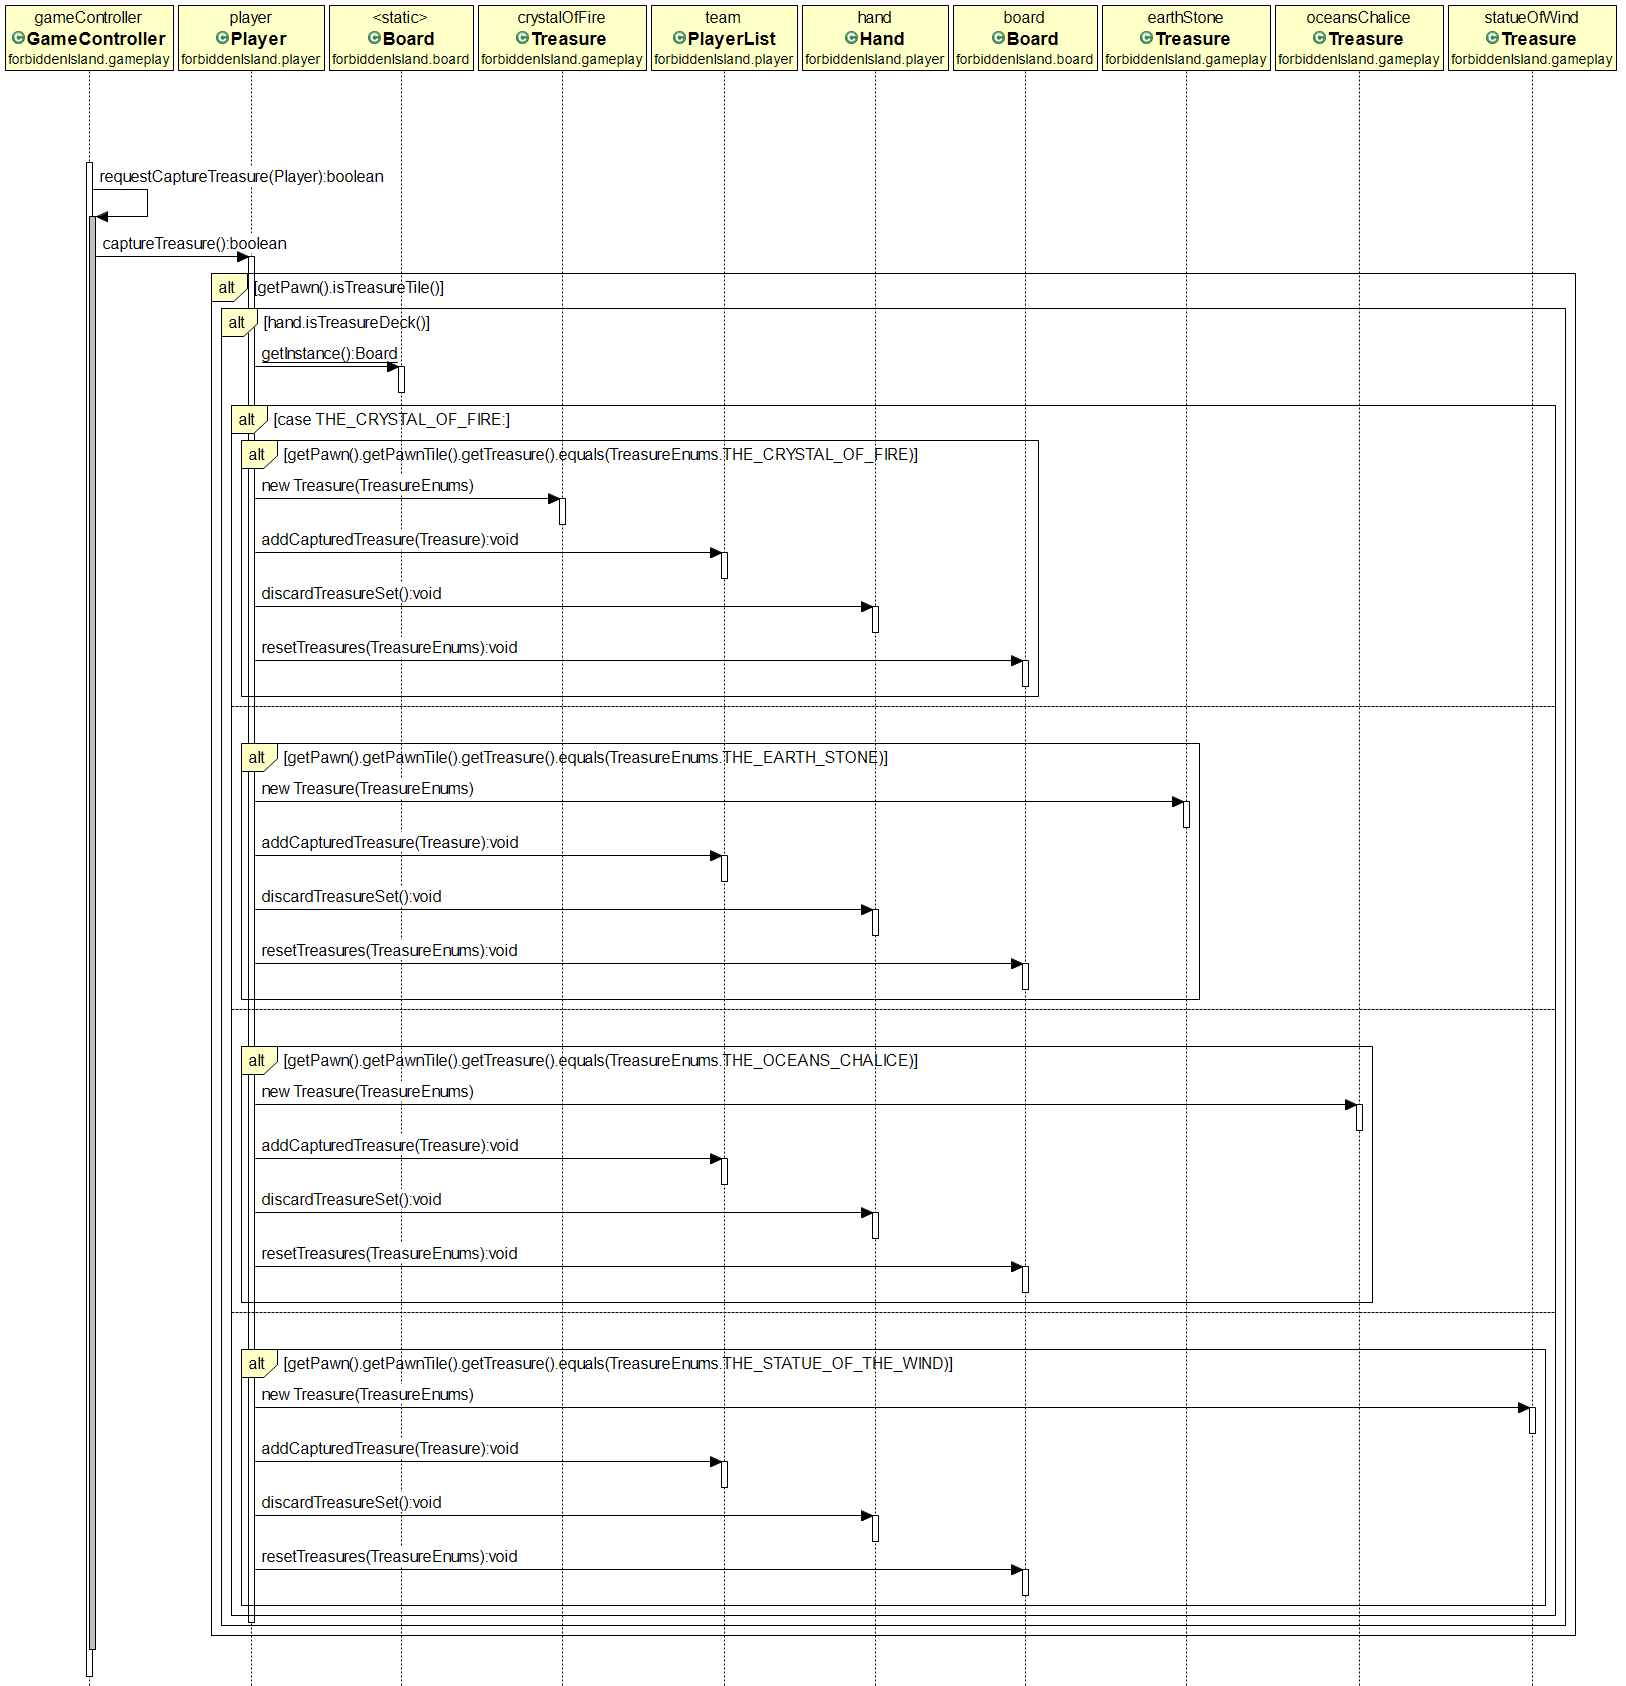 gameController
GameController
forbiddenIsland.gameplay
player
Player
forbiddenIsland.player
<static>
Board
forbiddenIsland.board
crystalOfFire
Treasure
forbiddenIsland.gameplay
team
PlayerList
forbiddenIsland.player
hand
Hand
forbiddenIsland.player
board
Board
forbiddenIsland.board
earthStone
Treasure
forbiddenIsland.gameplay
oceansChalice
Treasure
forbiddenIsland.gameplay
statueOfWind
Treasure
forbiddenIsland.gameplay
requestCaptureTreasure(Player):boolean
captureTreasure():boolean
alt [getPawn().isTreasureTile()]
alt [hand.isTreasureDeck()]
getInstance():Board
alt [case THE_CRYSTAL_OF_FIRE:]
alt [getPawn().getPawnTile().getTreasure().equals(TreasureEnums.THE_CRYSTAL_OF_FIRE)]
new Treasure(TreasureEnums)
addCapturedTreasure(Treasure):void
discardTreasureSet():void
resetTreasures(TreasureEnums):void
alt [getPawn().getPawnTile().getTreasure().equals(TreasureEnums.THE_EARTH_STONE)]
new Treasure(TreasureEnums)
addCapturedTreasure(Treasure):void
discardTreasureSet():void
resetTreasures(TreasureEnums):void
alt [getPawn().getPawnTile().getTreasure().equals(TreasureEnums.THE_OCEANS_CHALICE)]
new Treasure(TreasureEnums)
addCapturedTreasure(Treasure):void
discardTreasureSet():void
resetTreasures(TreasureEnums):void
alt [getPawn().getPawnTile().getTreasure().equals(TreasureEnums.THE_STATUE_OF_THE_WIND)]
new Treasure(TreasureEnums)
addCapturedTreasure(Treasure):void
discardTreasureSet():void
resetTreasures(TreasureEnums):void